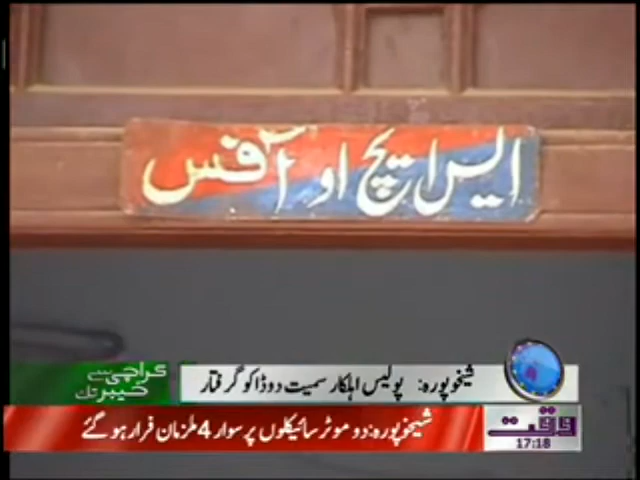 ایس ایچ او آفس
کراچی سے
خیبر تک
شیخوپورہ: پولیس اہلکار سمیت دو ڈاکو گرفتار
شیخوپورہ: دو موٹر سائیکلوں پر سوار 4 ملزمان فرار ہو گئے
وقت
17:18